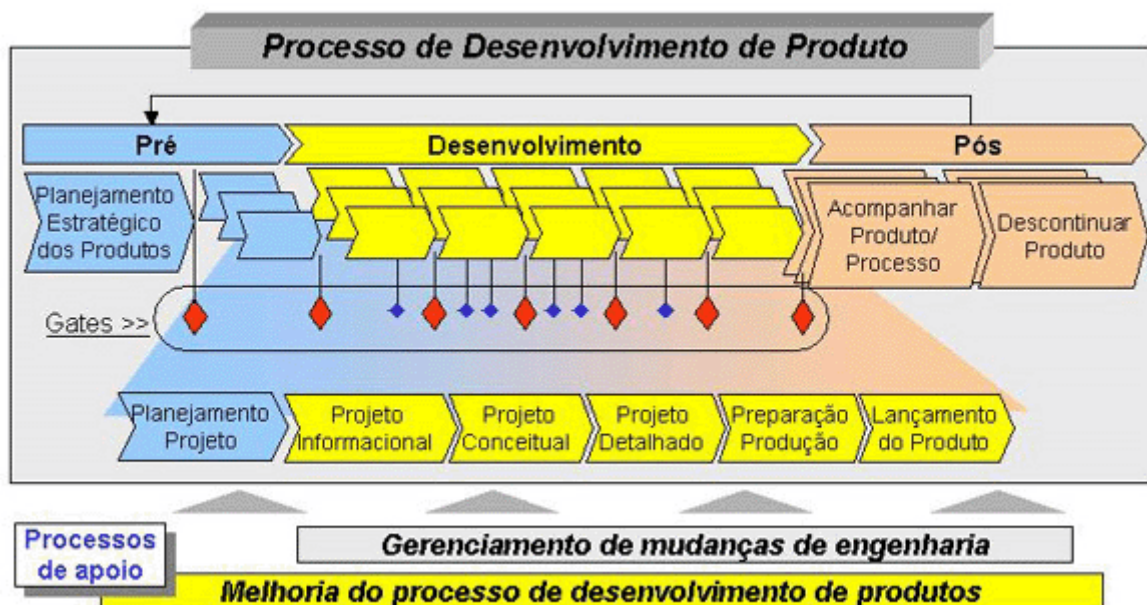 Processo de Desenvolvimento de Produto
Pré
Desenvolvimento
Pós
Planejamento
Estratégico
dos Produtos
Acompanhar
Produto/
Processo
Descontinuar
Produto
Gates >>
Planejamento
Projeto
Projeto
Informacional
Projeto
Conceitual
Projeto
Detalhado
Preparação
Produção
Lançamento
do Produto
Processos
de apoio
Gerenciamento de mudanças de engenharia
Melhoria do processo de desenvolvimento de produtos